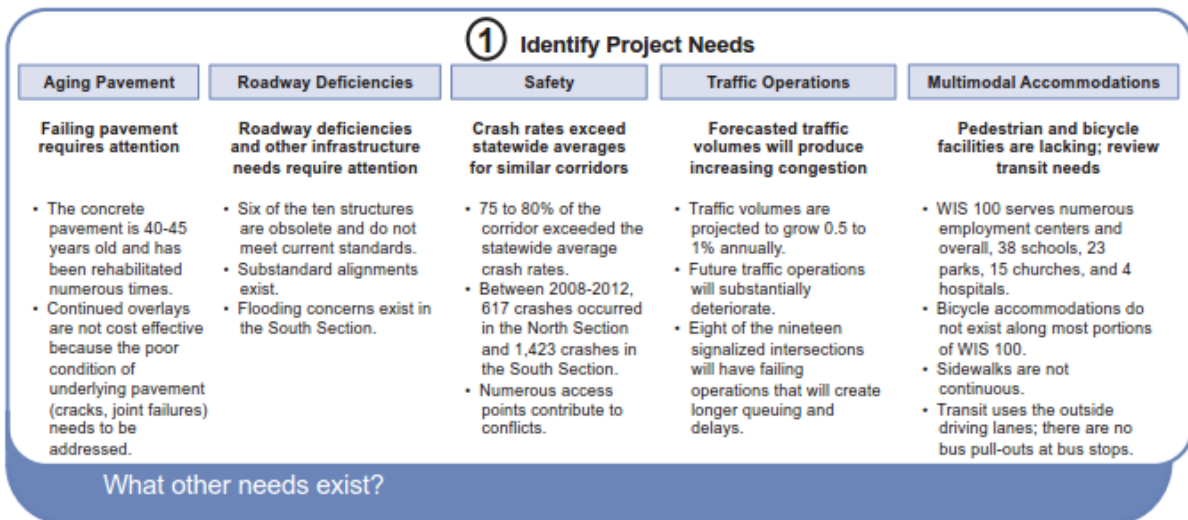 1 Identify Project Needs
Aging Pavement
Failing pavement
requires attention
• The concrete
pavement is 40-45
years old and has
been rehabilitated
numerous times.
• Continued overlays
are not cost effective
because the poor
condition of
underlying pavement
(cracks, joint failures)
needs to be
addressed.
Roadway Deficiencies
Roadway deficiencies
and other infrastructure
needs require attention
• Six of the ten structures
are obsolete and do not
meet current standards.
• Substandard alignments
exist.
• Flooding concerns exist in
the South Section.
Safety
Crash rates exceed
statewide averages
for similar corridors
• 75 to 80% of the
corridor exceeded the
statewide average
crash rates.
• Between 2008-2012,
617 crashes occurred
in the North Section
and 1,423 crashes in
the South Section.
• Numerous access
points contribute to
conflicts.
Traffic Operations
Forecasted traffic
volumes will produce
increasing congestion
• Traffic volumes are
projected to grow 0.5 to
1% annually.
• Future traffic operations
will substantially
deteriorate.
• Eight of the nineteen
signalized intersections
will have failing
operations that will create
longer queuing and
delays.
Multimodal Accommodations
Pedestrian and bicycle
facilities are lacking; review
transit needs
• WIS 100 serves numerous
employment centers and
overall, 38 schools, 23
parks, 15 churches, and 4
hospitals.
• Bicycle accommodations do
not exist along most portions
of WIS 100.
• Sidewalks are not
continuous.
• Transit uses the outside
driving lanes; there are no
bus pull-outs at bus stops.
What other needs exist?